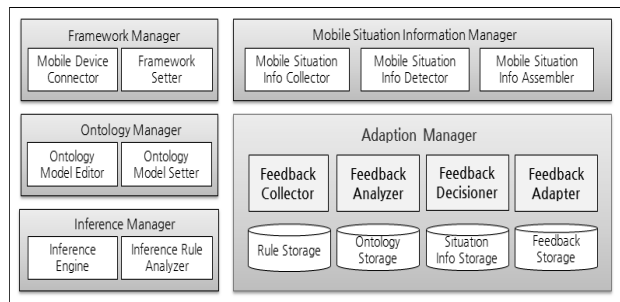 Framework Manager
Mobile Device
Connector
Framework
Setter
Mobile Situation Information Manager
Mobile Situation
Info Collector
Mobile Situation
Info Detector
Mobile Situation
Info Assembler
Ontology Manager
Ontology
Model Editor
Ontology
Model Setter
Inference Manager
Inference
Engine
Inference Rule
Analyzer
Adaption Manager
Feedback
Collector
Feedback
Analyzer
Feedback
Decisioner
Feedback
Adapter
Rule Storage
Ontology
Storage
Situation
Info Storage
Feedback
Storage